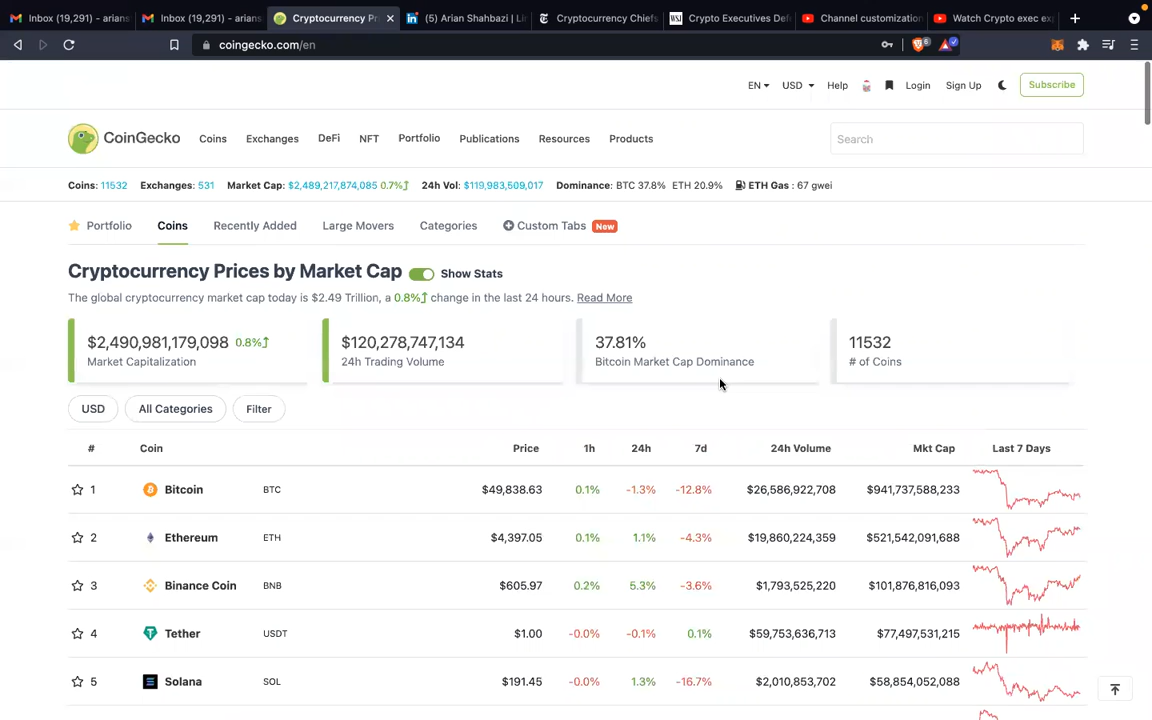 Inbox (19,291) - arians
Inbox (19,291) - arians
Cryptocurrency Pr
(5) Arian Shahbazi | Li
Cryptocurrency Chiefs
Crypto Executives Def
Channel customization
Watch Crypto exec ex
coingecko.com/en
6
EN USD Help Login Sign Up Subscribe
CoinGecko Coins Exchanges DeFi NFT Portfolio Publications Resources Products Search
Coins: 11532 Exchanges: 531 Market Cap: $2,489,217,874,085 0.7% 24h Vol: $119,983,509,017 Dominance: BTC 37.8% ETH 20.9% ETH Gas : 67 gwei
Portfolio Coins Recently Added Large Movers Categories Custom Tabs New
Cryptocurrency Prices by Market Cap Show Stats
The global cryptocurrency market cap today is $2.49 Trillion, a 0.8% change in the last 24 hours. Read More
$2,490,981,179,098 0.8%
Market Capitalization
$120,278,747,134
24h Trading Volume
37.81%
Bitcoin Market Cap Dominance
11532
# of Coins
USD All Categories Filter
# Coin Price 1h 24h 7d 24h Volume Mkt Cap Last 7 Days
1 Bitcoin BTC $49,838.63 0.1% -1.3% -12.8% $26,586,922,708 $941,737,588,233
2 Ethereum ETH $4,397.05 0.1% 1.1% -4.3% $19,860,224,359 $521,542,091,688
3 Binance Coin BNB $605.97 0.2% 5.3% -3.6% $1,793,525,220 $101,876,816,093
4 Tether USDT $1.00 -0.0% -0.1% 0.1% $59,753,636,713 $77,497,531,215
5 Solana SOL $191.45 -0.0% 1.3% -16.7% $2,010,853,702 $58,854,052,088